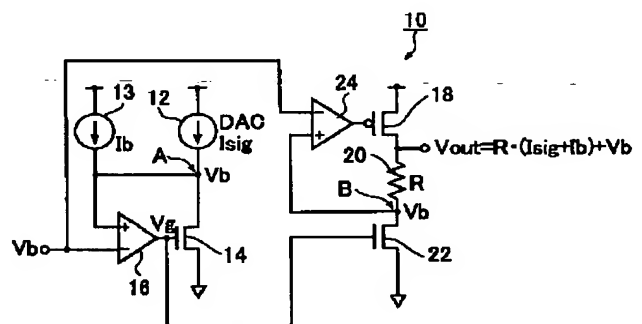 10
13
12
DAC
Isig
Ib
A
Vb
24
18
Vout=R·(Isig+Ib)+Vb
20
R
B
Vb
Vg
Vb
14
16
22